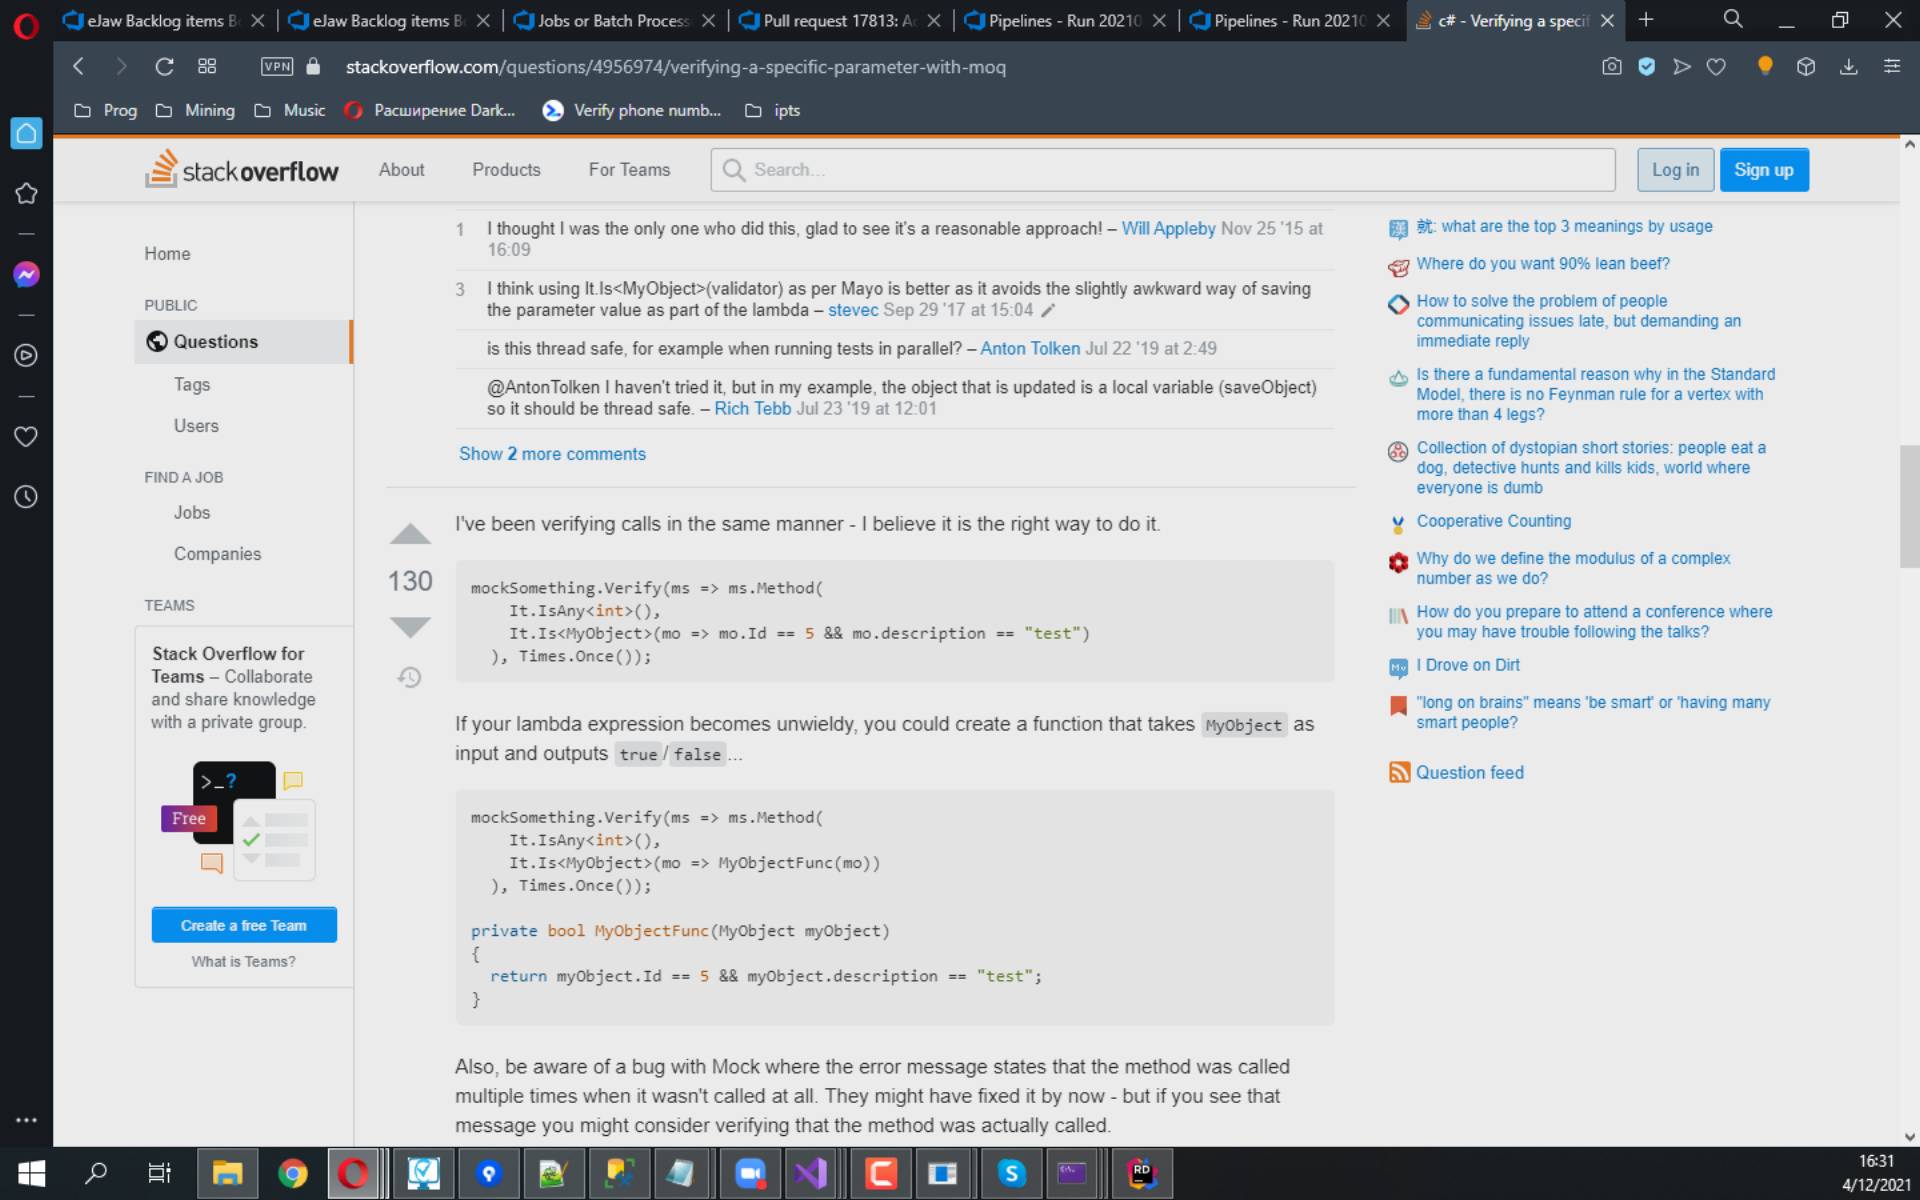 eJaw Backlog items B
eJaw Backlog items B
Jobs or Batch Process
Pull request 17813: A
Pipelines - Run 20210
Pipelines - Run 20210
c# - Verifying a specif
VPN
stackoverflow.com/questions/4956974/verifying-a-specific-parameter-with-moq
Prog
Mining
Music
Расширение Dark...
Verify phone numb...
ipts
stackoverflow
About
Products
For Teams
Search...
Log in
Sign up
Home
PUBLIC
Questions
Tags
Users
FIND A JOB
Jobs
Companies
TEAMS
Stack Overflow for
Teams – Collaborate
and share knowledge
with a private group.
>_?
Free
Create a free Team
What is Teams?
1 I thought I was the only one who did this, glad to see it's a reasonable approach! – Will Appleby Nov 25 '15 at
16:09
3 I think using It.Is<MyObject>(validator) as per Mayo is better as it avoids the slightly awkward way of saving
the parameter value as part of the lambda – stevec Sep 29 '17 at 15:04
is this thread safe, for example when running tests in parallel? – Anton Tolken Jul 22 '19 at 2:49
@AntonTolken I haven't tried it, but in my example, the object that is updated is a local variable (saveObject)
so it should be thread safe. – Rich Tebb Jul 23 '19 at 12:01
Show 2 more comments
130
I've been verifying calls in the same manner - I believe it is the right way to do it.
mockSomething.Verify(ms => ms.Method(
It.IsAny<int>(),
It.Is<MyObject>(mo => mo.Id == 5 && mo.description == "test")
), Times.Once());
If your lambda expression becomes unwieldy, you could create a function that takes MyObject as
input and outputs true/false...
mockSomething.Verify(ms => ms.Method(
It.IsAny<int>(),
It.Is<MyObject>(mo => MyObjectFunc(mo))
), Times.Once());
private bool MyObjectFunc(MyObject myObject)
{
return myObject.Id == 5 && myObject.description == "test";
}
Also, be aware of a bug with Mock where the error message states that the method was called
multiple times when it wasn't called at all. They might have fixed it by now - but if you see that
message you might consider verifying that the method was actually called.
就: what are the top 3 meanings by usage
Where do you want 90% lean beef?
How to solve the problem of people
communicating issues late, but demanding an
immediate reply
Is there a fundamental reason why in the Standard
Model, there is no Feynman rule for a vertex with
more than 4 legs?
Collection of dystopian short stories: people eat a
dog, detective hunts and kills kids, world where
everyone is dumb
Cooperative Counting
Why do we define the modulus of a complex
number as we do?
How do you prepare to attend a conference where
you may have trouble following the talks?
I Drove on Dirt
"long on brains" means 'be smart' or 'having many
smart people?
Question feed
RD
16:31
4/12/2021